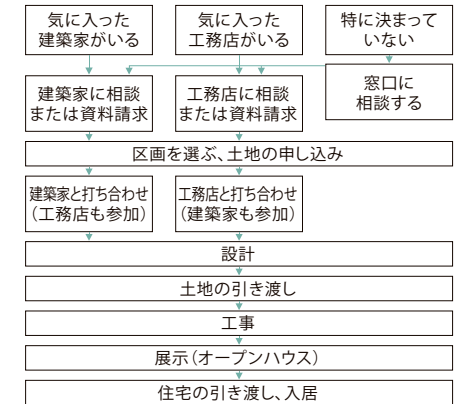 気に入った
建築家がいる
気に入った
工務店がいる
特に決まって
いない
建築家に相談
または資料請求
工務店に相談
または資料請求
窓口に
相談する
区画を選ぶ、土地の申し込み
建築家と打ち合わせ
(工務店も参加)
工務店と打ち合わせ
(建築家も参加)
設計
土地の引き渡し
工事
展示(オープンハウス)
住宅の引き渡し、入居